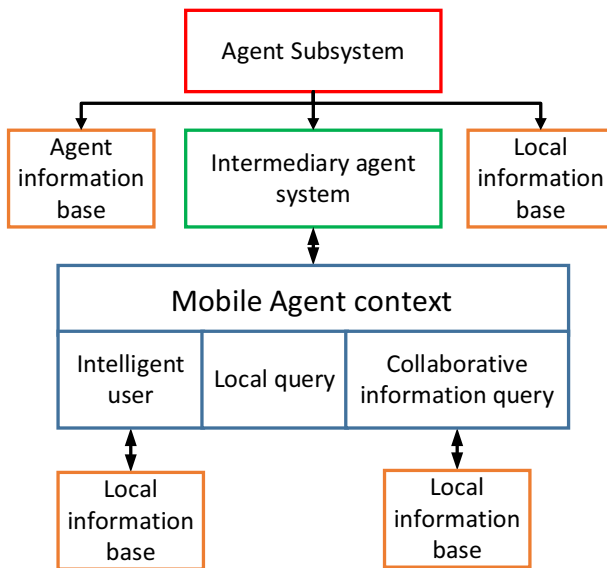 Agent Subsystem
Agent
information
base
Intermediary agent
system
Local
information
base
Mobile Agent context
Intelligent
user
Local query
Collaborative
information query
Local
information
base
Local
information
base